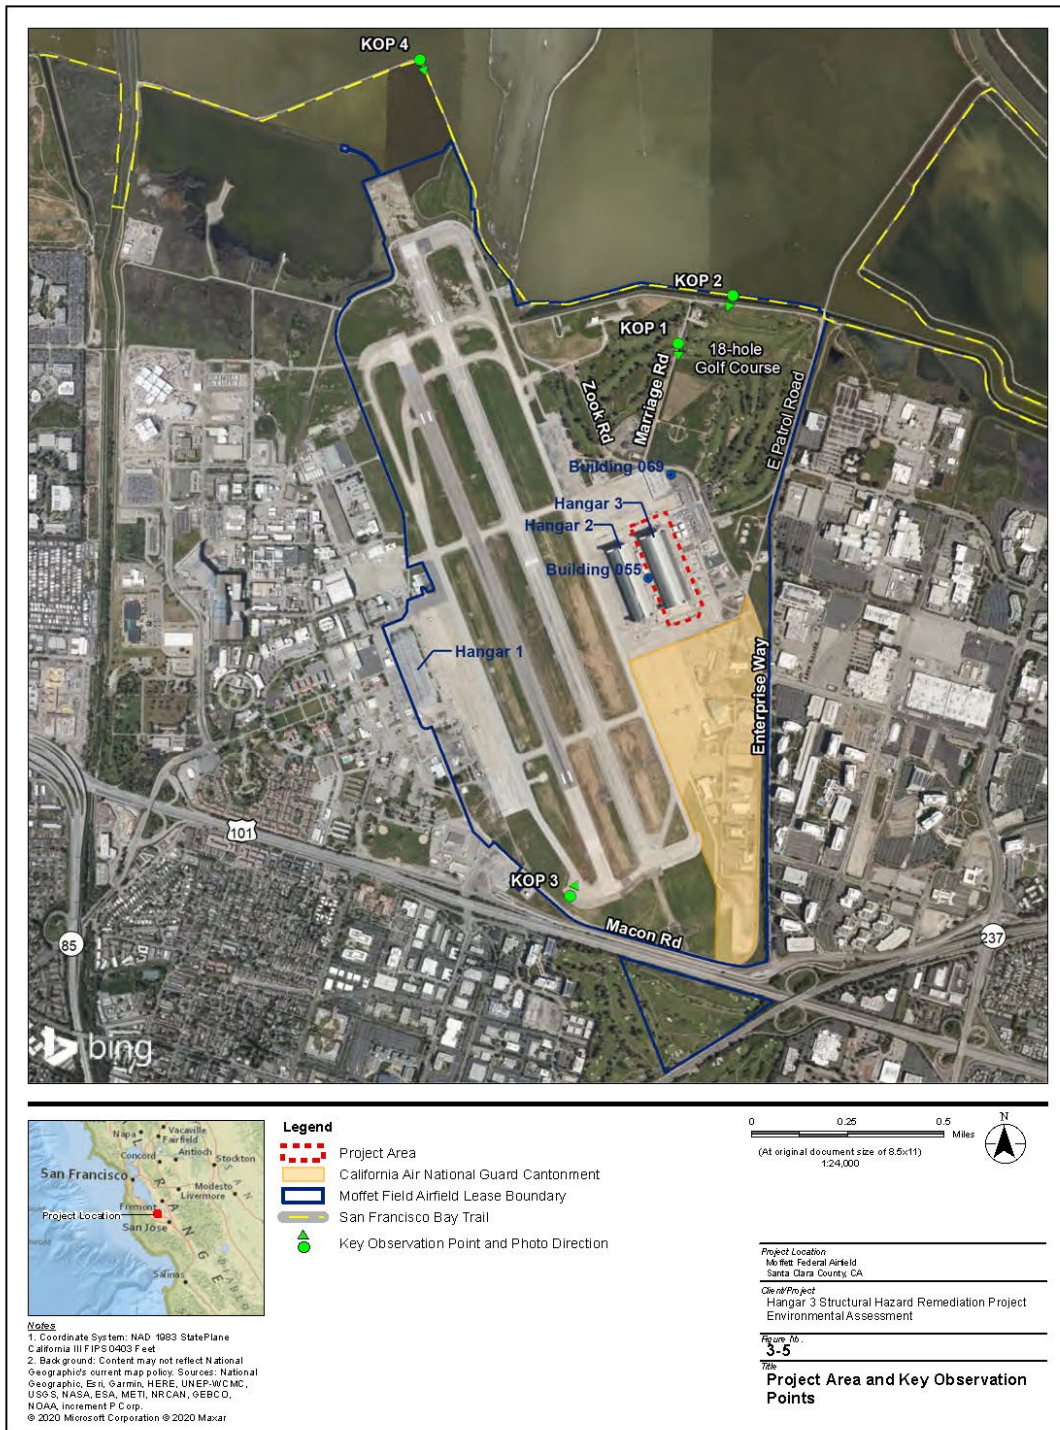 KOP 4
KOP 2
KOP 1
18-hole
Golf Course
Zook Rd
Marriage Rd
E Patrol Road
Building 069
Hangar 3
Hangar 2
Building 055
Hangar 1
Enterprise Way
101
KOP 3
Macon Rd
85
237
bing
Legend
Project Area
California Air National Guard Cantonment
Moffet Field Airfield Lease Boundary
San Francisco Bay Trail
Key Observation Point and Photo Direction
0 0.25 0.5
Miles
(At original document size of 8.5x11)
1:24,000
N
Napa
Vacaville
Fairfield
Concord
Antioch
Stockton
San Francisco
Modesto
Livermore
Fremont
Project Location
San Jose
Salinas
Notes
1. Coordinate System: NAD 1983 StatePlane
California III FIPS 0403 Feet
2. Background: Content may not reflect National
Geographic's current map policy. Sources: National
Geographic, Esri, Garmin, HERE, UNEP-WCMC,
USGS, NASA, ESA, METI, NRCAN, GEBCO,
NOAA, increment P Corp.
© 2020 Microsoft Corporation © 2020 Maxar
Project Location
Moffett Federal Airfield
Santa Clara County, CA
Client/Project
Hangar 3 Structural Hazard Remediation Project
Environmental Assessment
Figure No.
3-5
Title
Project Area and Key Observation
Points